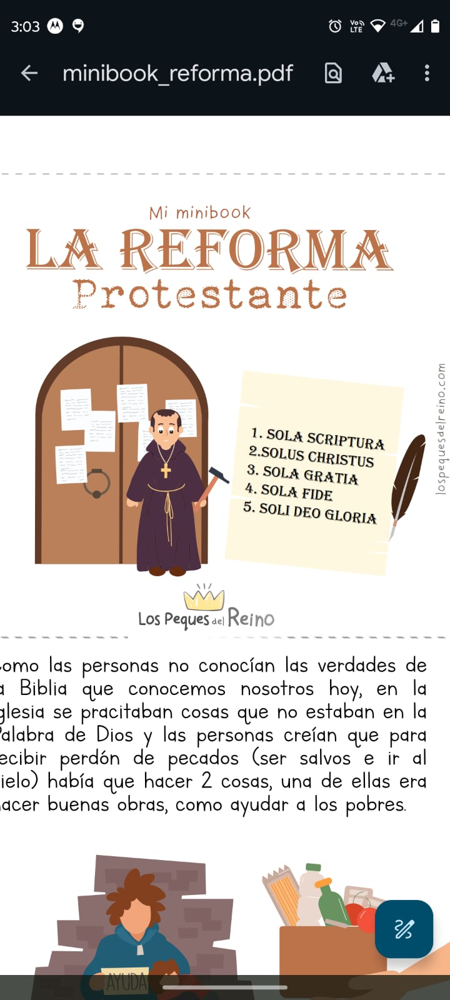 3:03
VoD LTE 4G+
minibook_reforma.pdf
Mi minibook
LA REFORMA
Protestante
1. SOLA SCRIPTURA
2.SOLUS CHRISTUS
3. SOLA GRATIA
4. SOLA FIDE
5. SOLI DEO GLORIA
lospequesdelreino.com
Los Peques del Reino
omo las personas no conocían las verdades de
a Biblia que conocemos nosotros hoy, en la
glesia se pracitaban cosas que no estaban en la
Palabra de Dios y las personas creían que para
ecibir perdón de pecados (ser salvos e ir al
ielo) había que hacer 2 cosas, una de ellas era
acer buenas obras, como ayudar a los pobres.
AYUDA